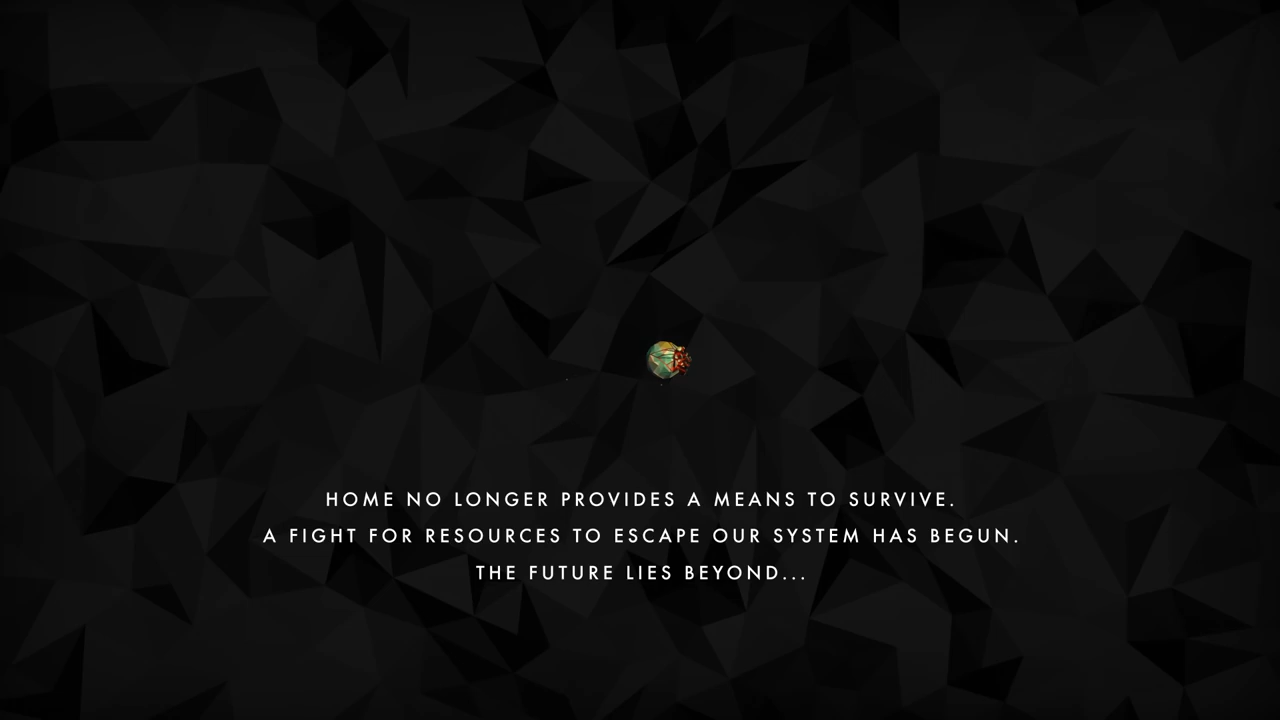 HOME NO LONGER PROVIDES A MEANS TO SURVIVE.
A FIGHT FOR RESOURCES TO ESCAPE OUR SYSTEM HAS BEGUN.
THE FUTURE LIES BEYOND...